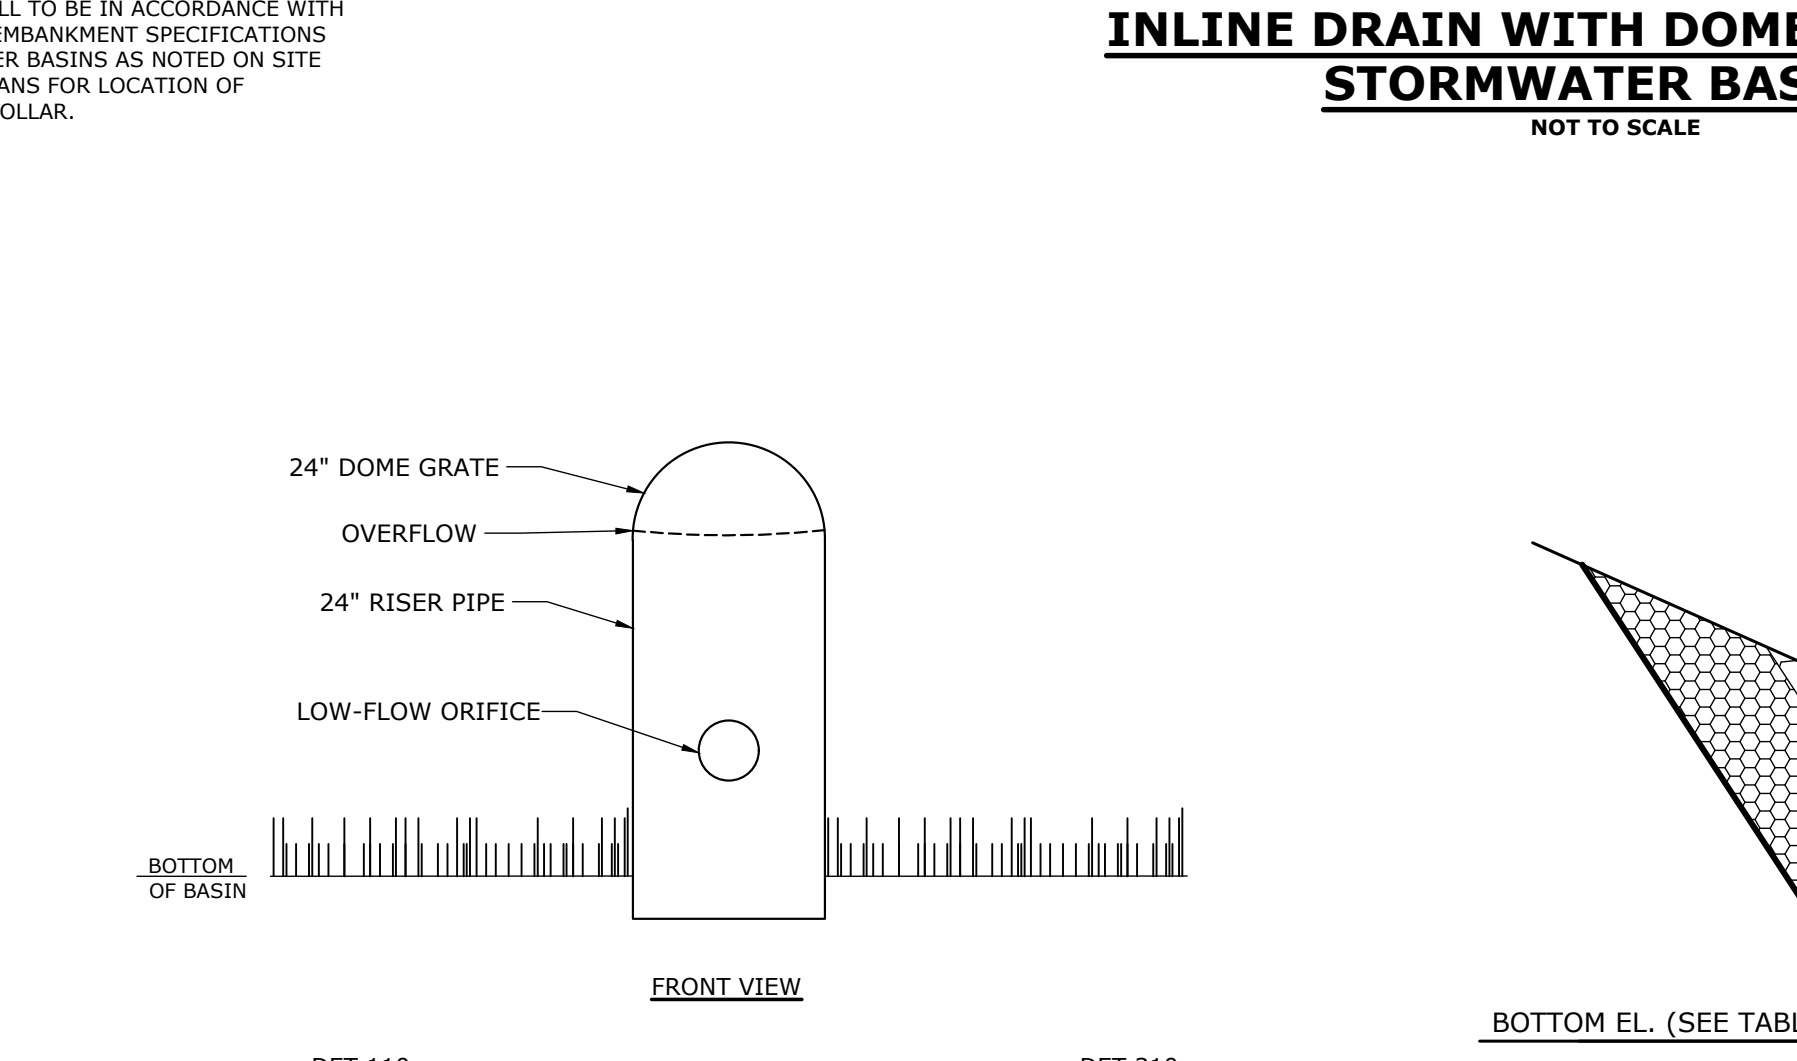 LL TO BE IN ACCORDANCE WITH
EMBANKMENT SPECIFICATIONS
ER BASINS AS NOTED ON SITE
ANS FOR LOCATION OF
OLLAR.
INLINE DRAIN WITH DOME
STORMWATER BAS
NOT TO SCALE
24" DOME GRATE
OVERFLOW
24" RISER PIPE
LOW-FLOW ORIFICE
BOTTOM
OF BASIN
FRONT VIEW
BOTTOM EL. (SEE TABL